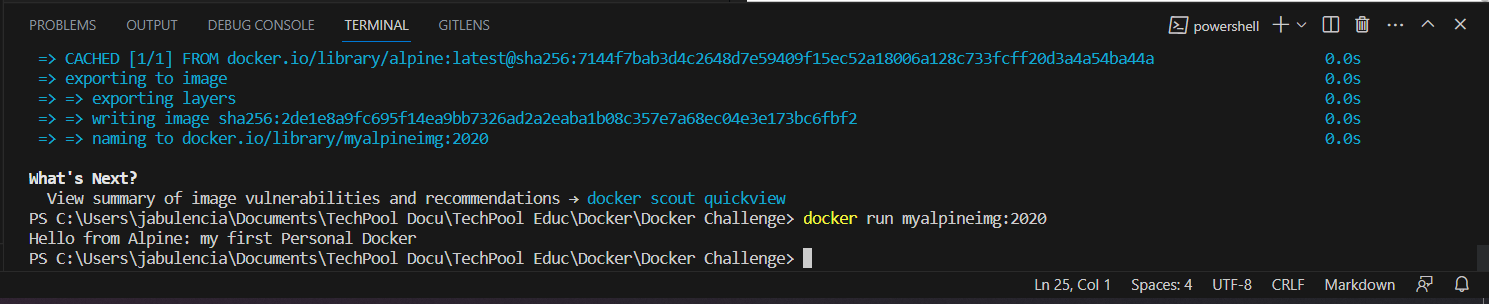 PROBLEMS OUTPUT DEBUG CONSOLE TERMINAL GITLENS powershell
=> CACHED [1/1] FROM docker.io/library/alpine:latest@sha256:7144f7bab3d4c2648d7e59409f15ec52a18006a128c733fcff20d3a4a54ba44a 0.0s
=> exporting to image 0.0s
=> => exporting layers 0.0s
=> => writing image sha256:2de1e8a9fc695f14ea9bb7326ad2a2eaba1b08c357e7a68ec04e3e173bc6fbf2 0.0s
=> => naming to docker.io/library/myalpineimg:2020 0.0s
What's Next?
View summary of image vulnerabilities and recommendations → docker scout quickview
PS C:\Users\jabulencia\Documents\TechPool Docu\TechPool Educ\Docker\Docker Challenge> docker run myalpineimg:2020
Hello from Alpine: my first Personal Docker
PS C:\Users\jabulencia\Documents\TechPool Docu\TechPool Educ\Docker\Docker Challenge>
Ln 25, Col 1 Spaces: 4 UTF-8 CRLF Markdown